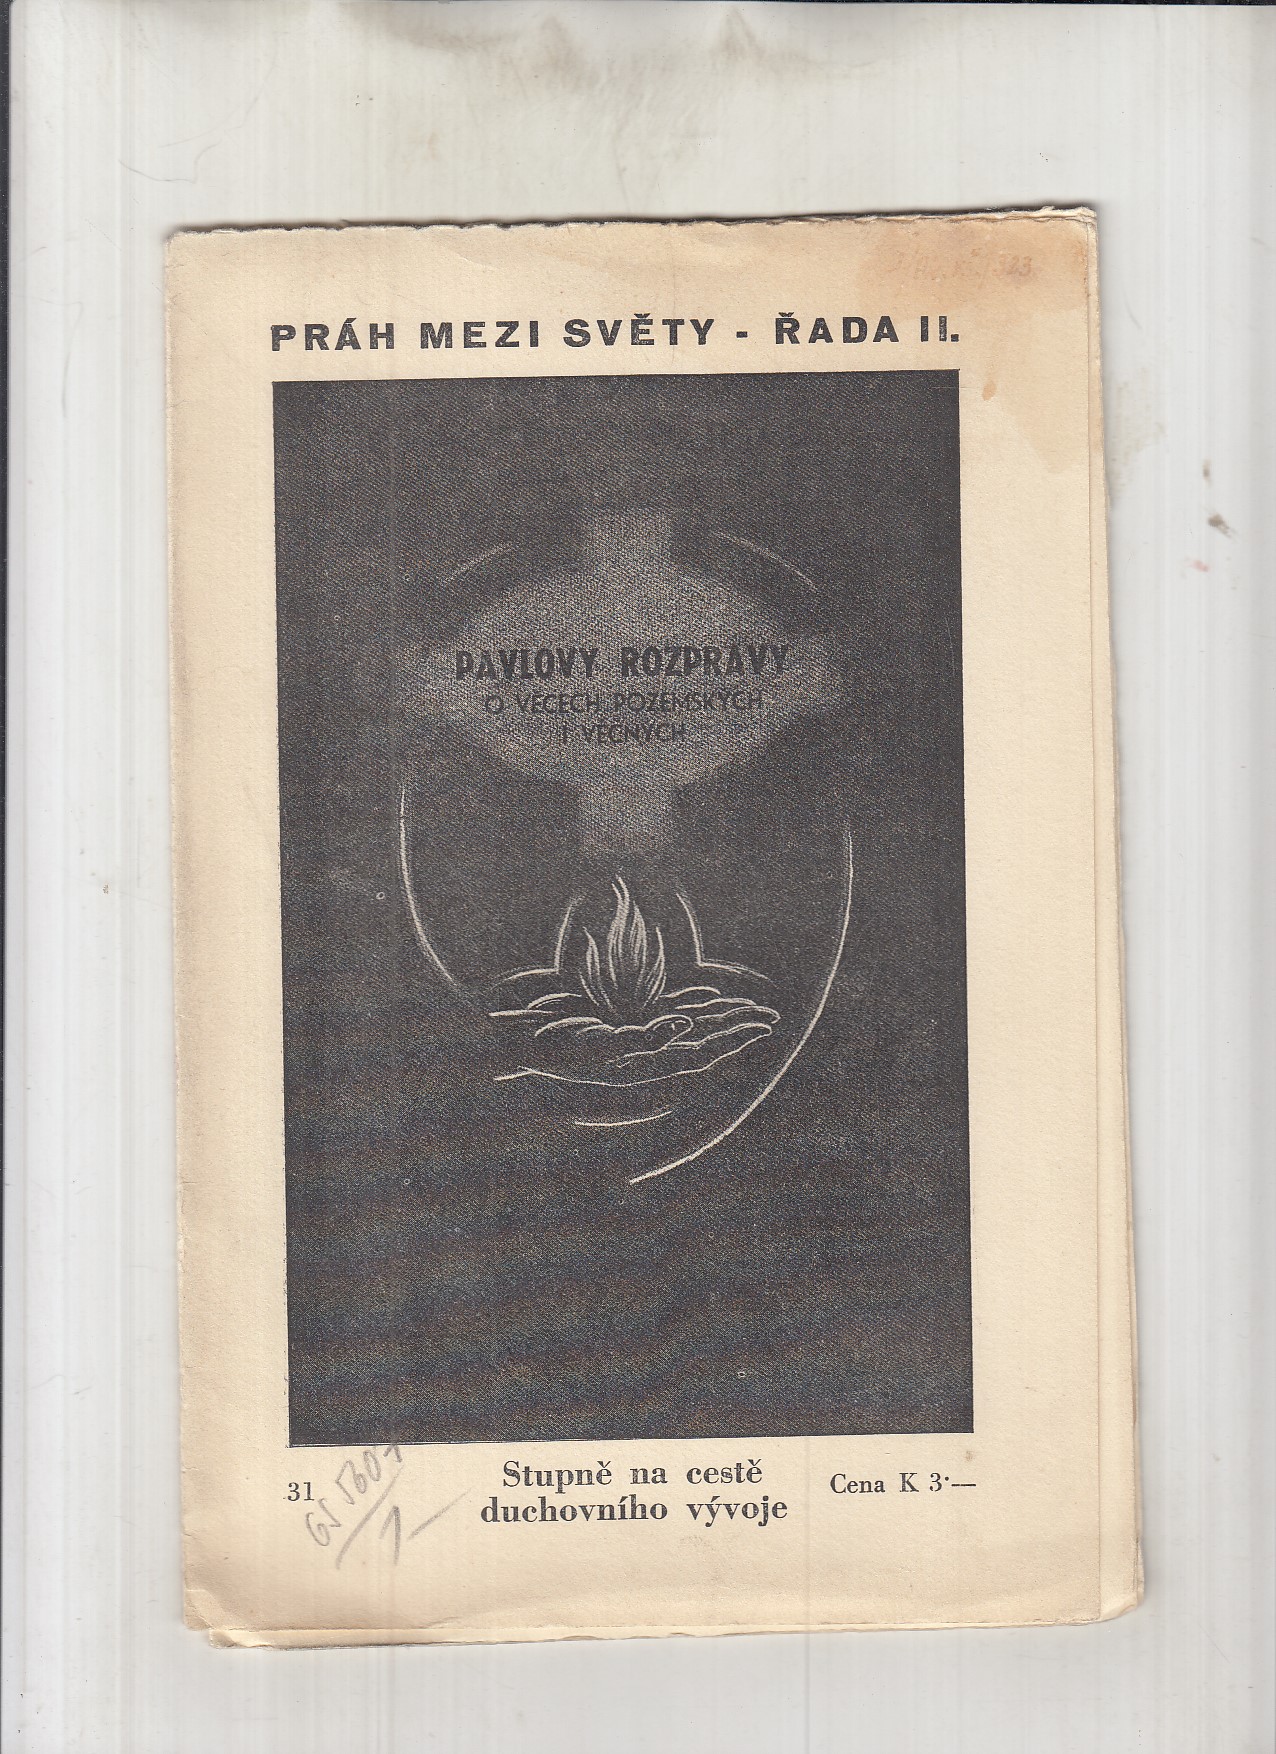 PRÁH MEZI SVĚTY - ŘADA II.
PAVLOVY ROZPRAVY
O VĚCECH POZEMSKÝCH
I VĚČNÝCH
31
Stupně na cestě
duchovního vývoje
Cena K 3·—